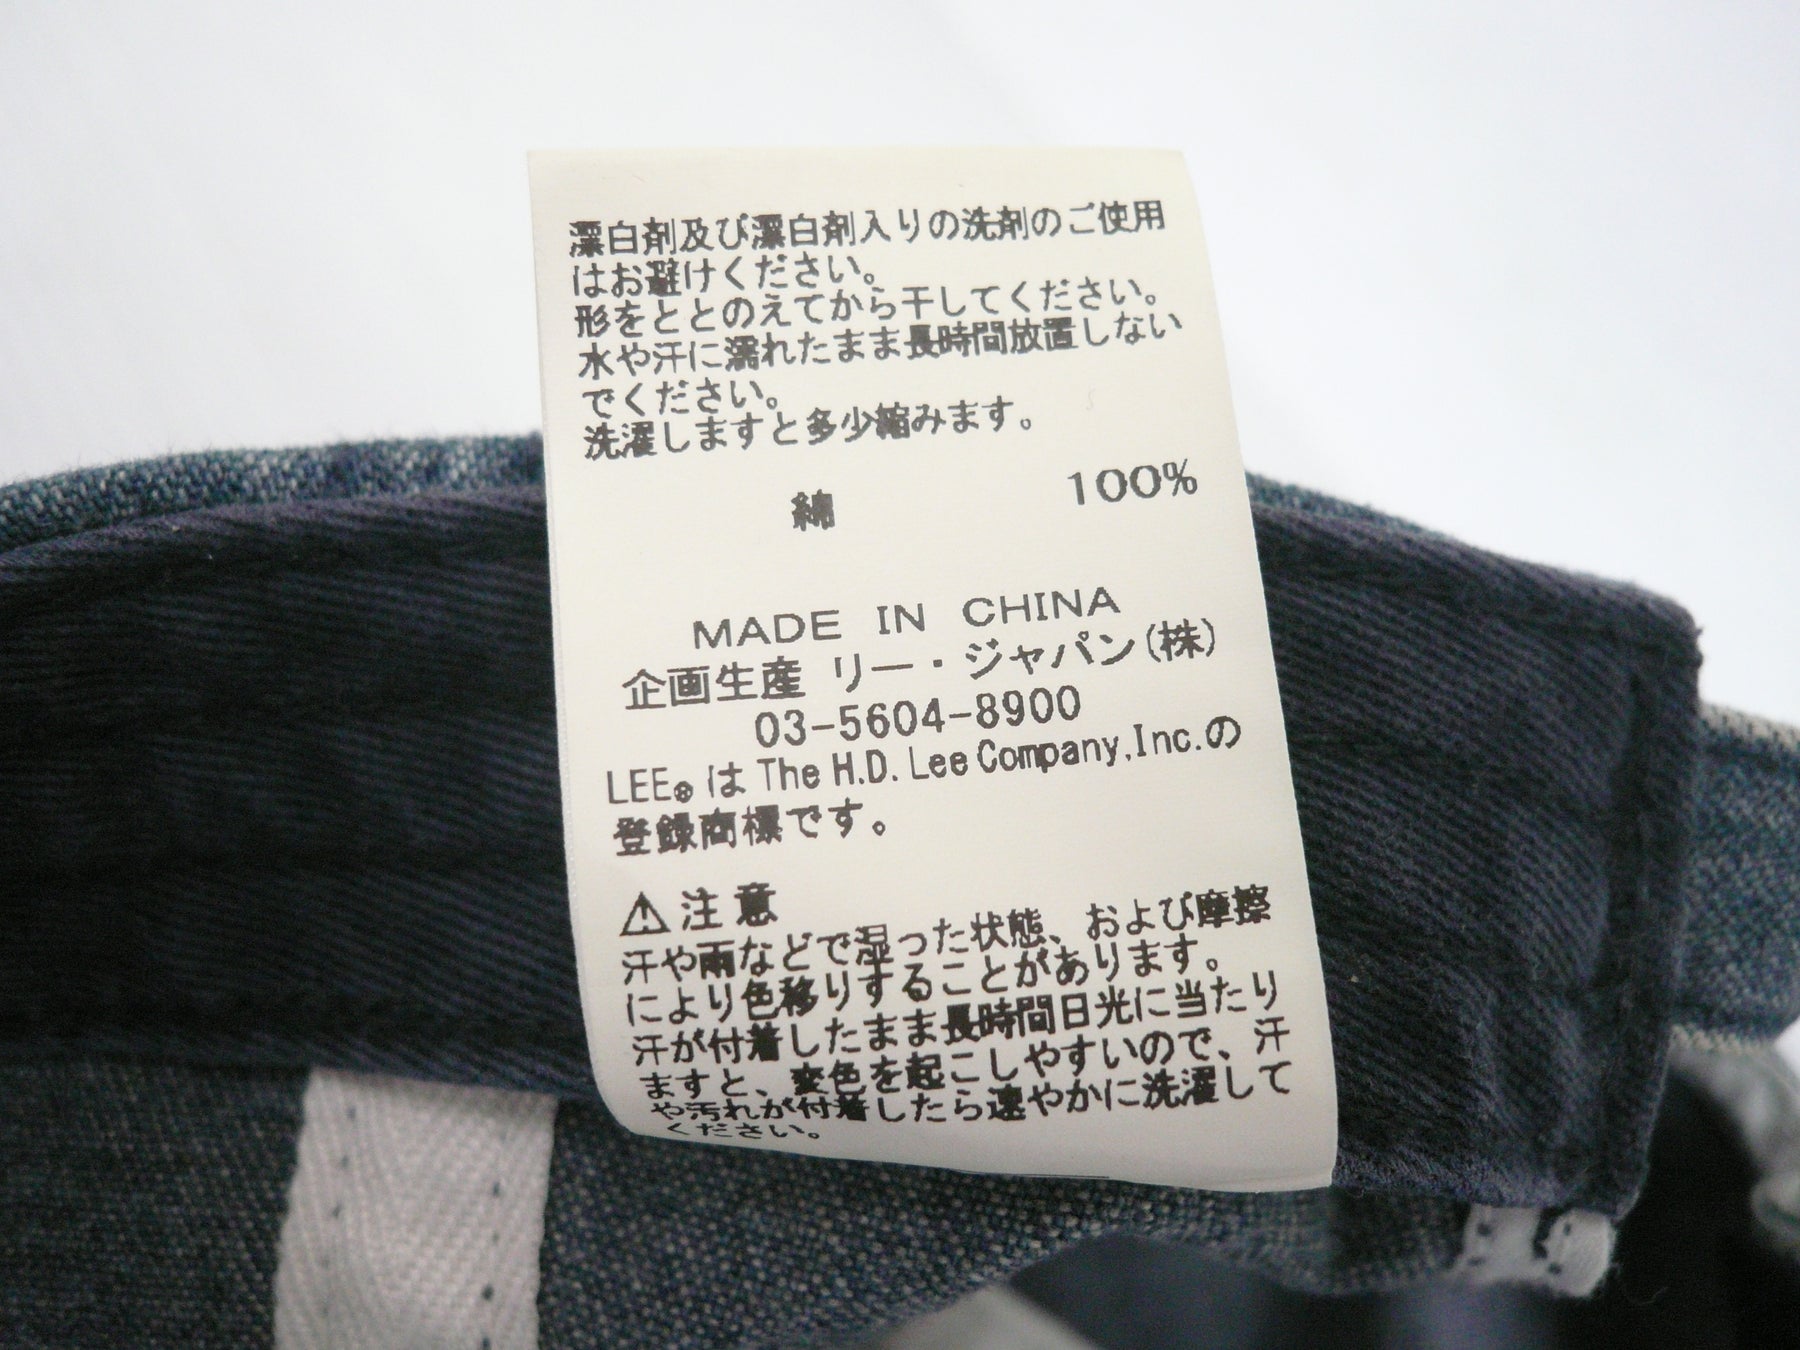 漂白剤及び漂白剤入りの洗剤のご使用
はお避けください。
形をととのえてから干してください。
水や汗に濡れたまま長時間放置しない
でください。
洗濯しますと多少縮みます。
綿 100%
MADE IN CHINA
企画生産 リー・ジャパン(株)
03-5604-8900
LEE®は The H.D. Lee Company,Inc.の
登録商標です。
⚠注意
汗や雨などで湿った状態、および摩擦
により色移りすることがあります。
汗が付着したまま長時間日光に当たり
ますと、変色を起こしやすいので、汗
や汚れが付着したら速やかに洗濯して
ください。